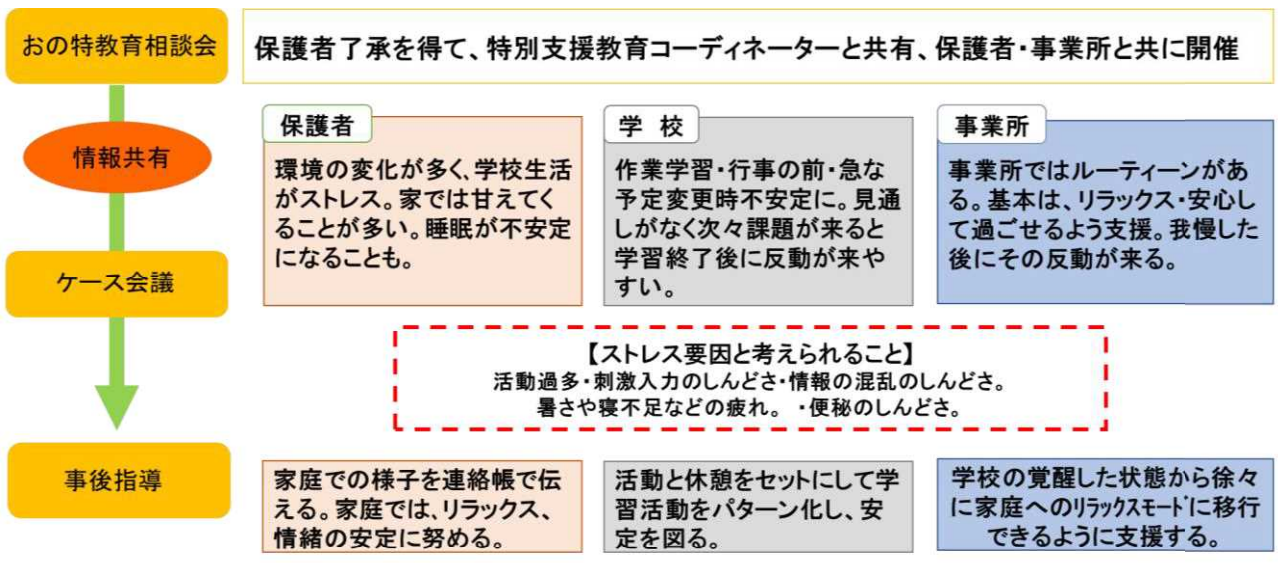 おの特教育相談会
保護者了承を得て、特別支援教育コーディネーターと共有、保護者・事業所と共に開催
情報共有
ケース会議
保護者
環境の変化が多く、学校生活
がストレス。家では甘えてく
ることが多い。睡眠が不安定
になることも。
学 校
作業学習・行事の前・急な
予定変更時不安定に。見通
しがなく次々課題が来ると
学習終了後に反動が来や
すい。
事業所
事業所ではルーティーンがあ
る。基本は、リラックス・安心し
て過ごせるよう支援。我慢した
後にその反動が来る。
【ストレス要因と考えられること】
活動過多・刺激入力のしんどさ・情報の混乱のしんどさ。
暑さや寝不足などの疲れ。 ・便秘のしんどさ。
事後指導
家庭での様子を連絡帳で伝
える。家庭では、リラックス、
情緒の安定に努める。
活動と休憩をセットにして学
習活動をパターン化し、安
定を図る。
学校の覚醒した状態から徐々
に家庭へのリラックスモードに移行
できるように支援する。